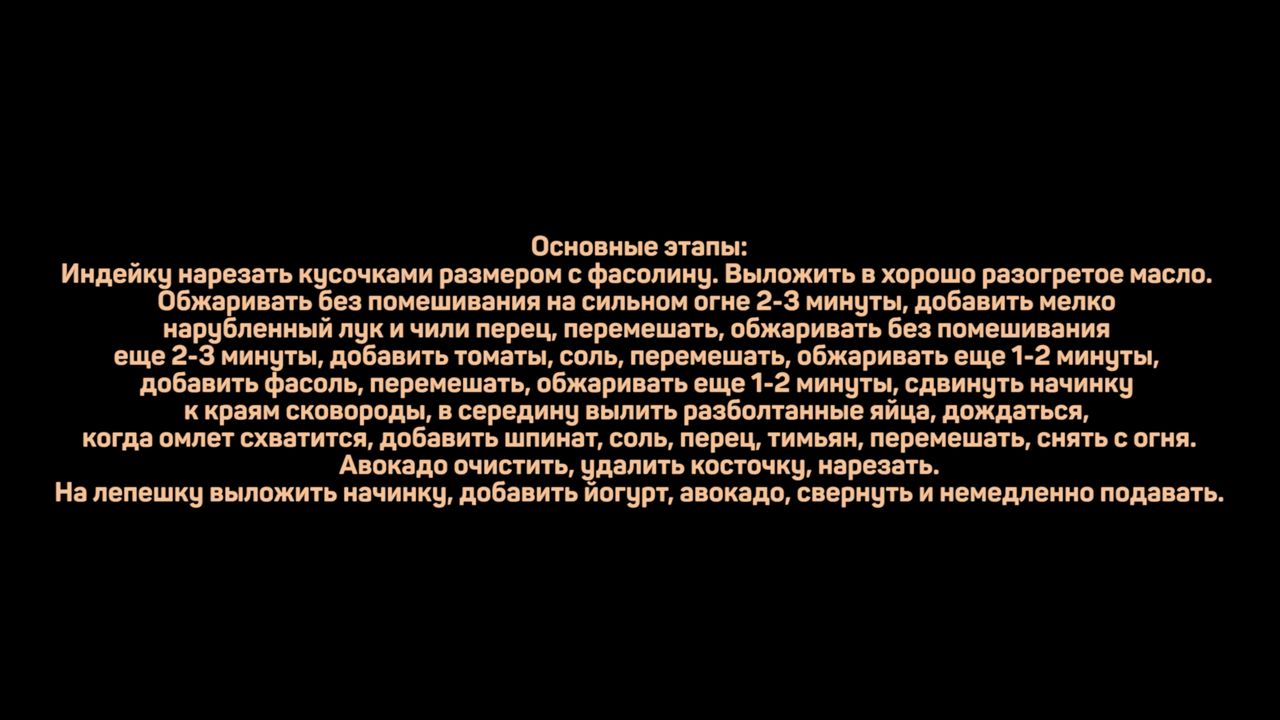 Основные этапы:
Индейку нарезать кусочками размером с фасолину. Выложить в хорошо разогретое масло.
Обжаривать без помешивания на сильном огне 2-3 минуты, добавить мелко
нарубленный лук и чили перец, перемешать, обжаривать без помешивания
еще 2-3 минуты, добавить томаты, соль, перемешать, обжаривать еще 1-2 минуты,
добавить фасоль, перемешать, обжаривать еще 1-2 минуты, сдвинуть начинку
к краям сковороды, в середину вылить разболтанные яйца, дождаться,
когда омлет схватится, добавить шпинат, соль, перец, тимьян, перемешать, снять с огня.
Авокадо очистить, удалить косточку, нарезать.
На лепешку выложить начинку, добавить йогурт, авокадо, свернуть и немедленно подавать.